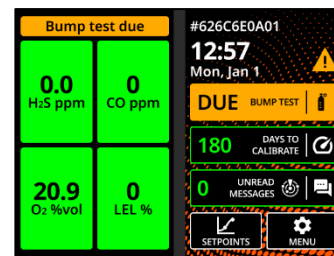 Bump test due
0.0
H₂S ppm
0
CO ppm
20.9
O₂ %vol
0
LEL %
#626C6E0A01
12:57
Mon, Jan 1
DUE BUMP TEST
180 DAYS TO CALIBRATE
0 UNREAD MESSAGES
SETPOINTS
MENU